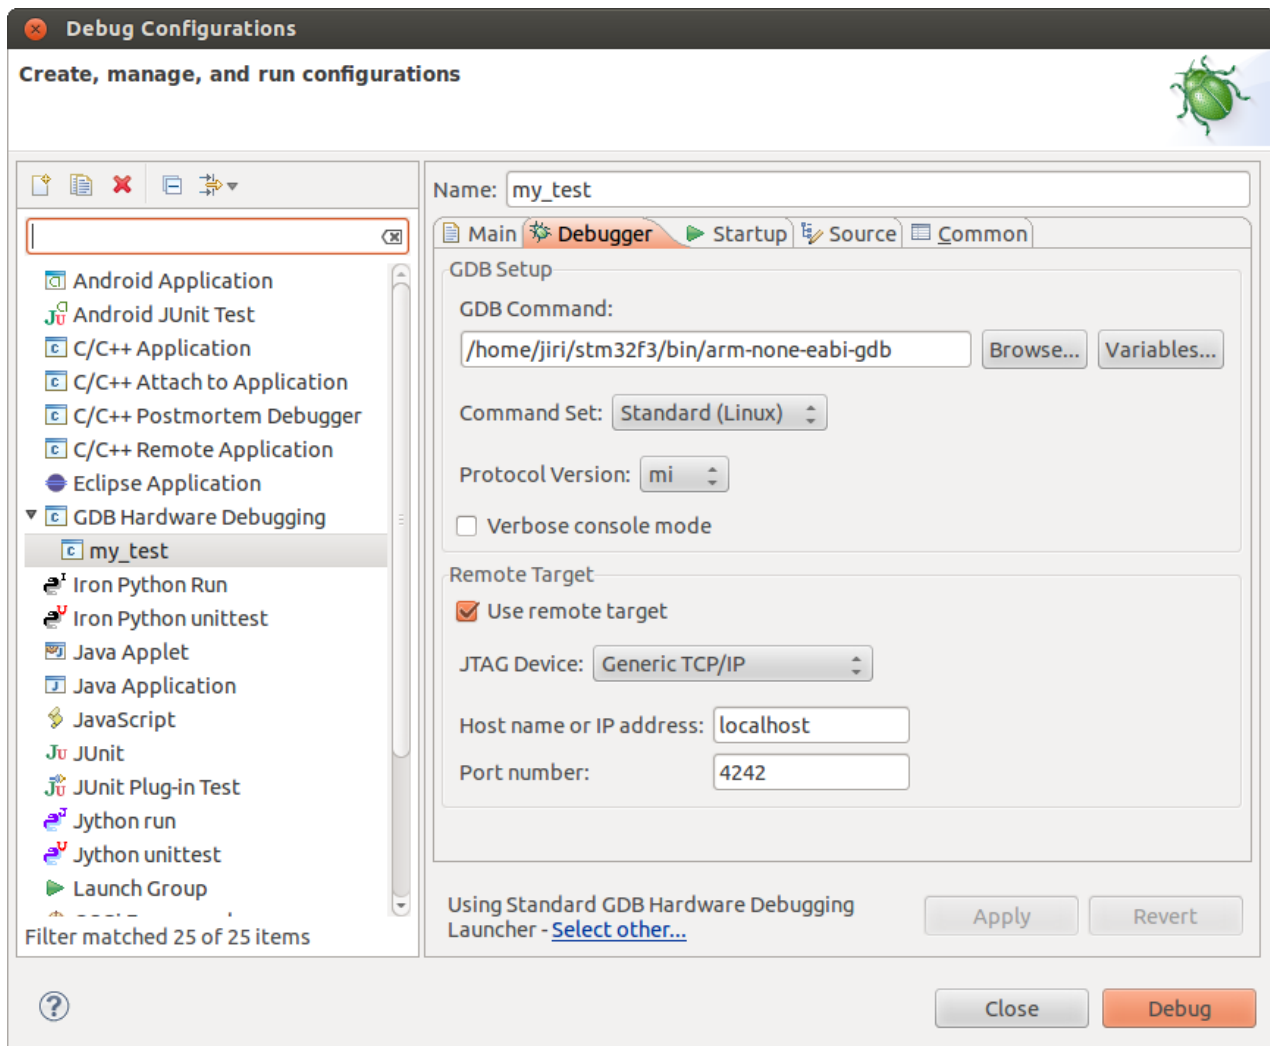 Debug Configurations
Create, manage, and run configurations
Name: my_test
Main Debugger Startup Source Common
Android Application
Android JUnit Test
C/C++ Application
C/C++ Attach to Application
C/C++ Postmortem Debugger
C/C++ Remote Application
Eclipse Application
GDB Hardware Debugging
my_test
Iron Python Run
Iron Python unittest
Java Applet
Java Application
JavaScript
JUnit
JUnit Plug-in Test
Jython run
Jython unittest
Launch Group
Filter matched 25 of 25 items
GDB Setup
GDB Command:
/home/jiri/stm32f3/bin/arm-none-eabi-gdb Browse... Variables...
Command Set: Standard (Linux)
Protocol Version: mi
Verbose console mode
Remote Target
Use remote target
JTAG Device: Generic TCP/IP
Host name or IP address: localhost
Port number: 4242
Using Standard GDB Hardware Debugging
Launcher - Select other...
Apply Revert
Close Debug